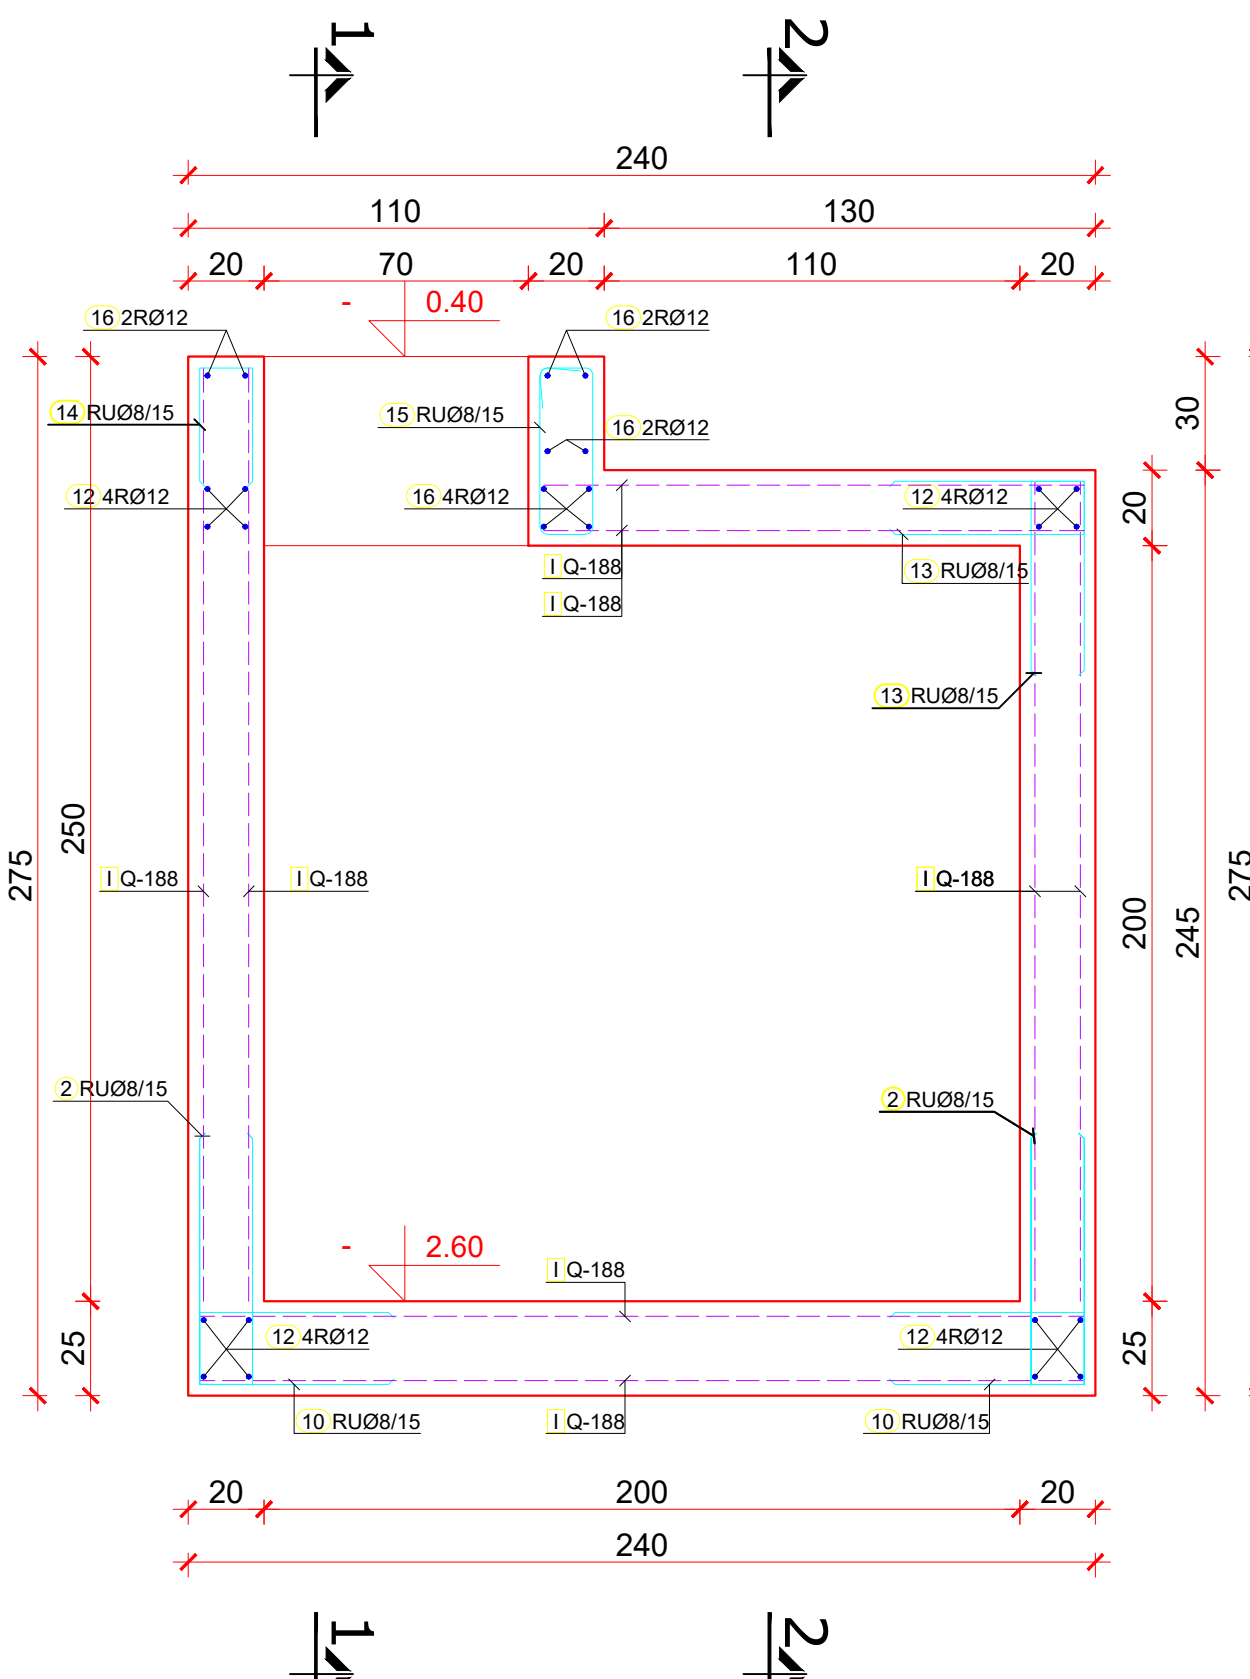 1 2
240
110 130
20 70 20 110 20
- 0.40
16 2RØ12 16 2RØ12
14 RUØ8/15 15 RUØ8/15 16 2RØ12 30
12 4RØ12 16 4RØ12 12 4RØ12 20
I Q-188 13 RUØ8/15
I Q-188
13 RUØ8/15
275 250 I Q-188 I Q-188 I Q-188 200 245 275
2 RUØ8/15 2 RUØ8/15
- 2.60
I Q-188
25 12 4RØ12 12 4RØ12 25
10 RUØ8/15 I Q-188 10 RUØ8/15
20 200 20
240
1 2